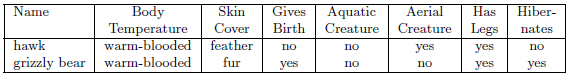 Name Body Skin Gives Aquatic Aerial Has Hiber-
Temperature Cover Birth Creature Creature Legs nates
hawk warm-blooded feather no no yes yes no
grizzly bear warm-blooded fur yes no no yes yes